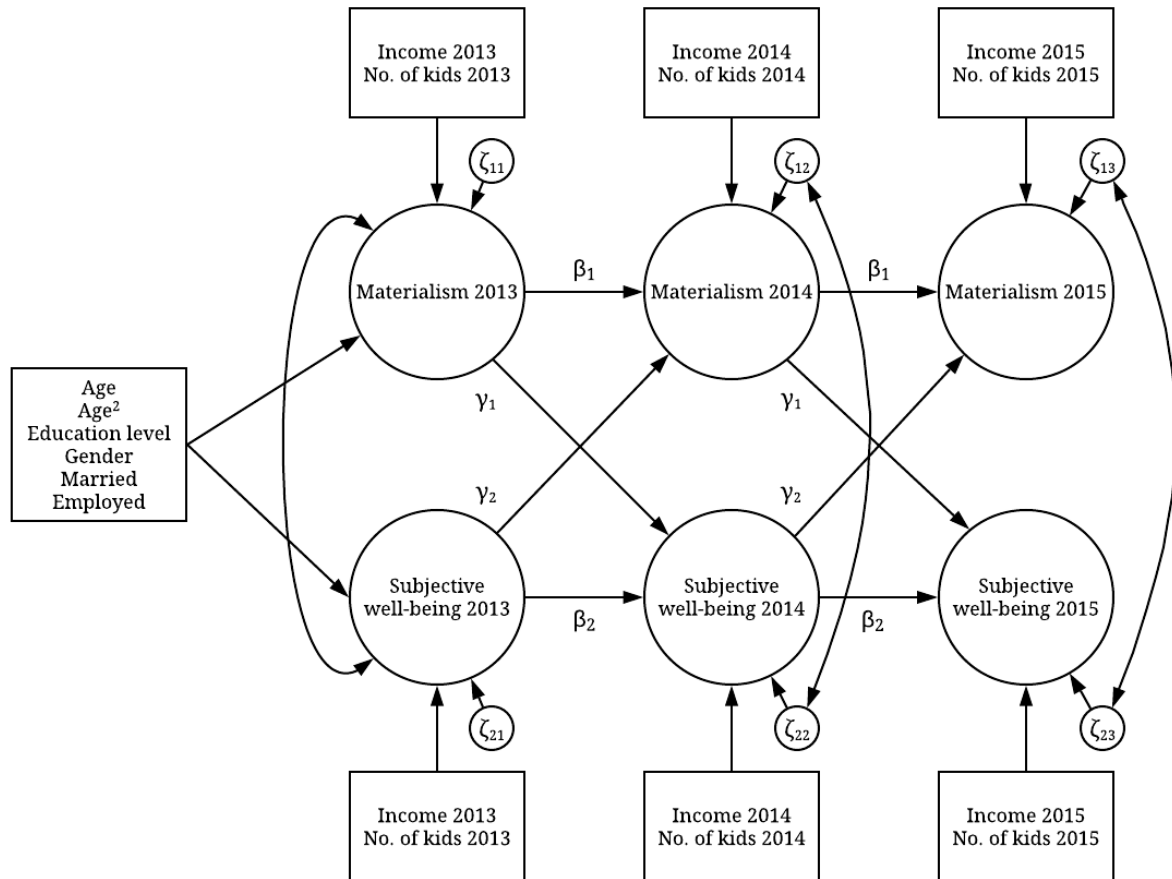 Income 2013
No. of kids 2013
Income 2014
No. of kids 2014
Income 2015
No. of kids 2015
ζ₁₁
ζ₁₂
ζ₁₃
β₁
β₁
Materialism 2013
Materialism 2014
Materialism 2015
Age
Age²
Education level
Gender
Married
Employed
γ₁
γ₁
γ₂
γ₂
Subjective
well-being 2013
Subjective
well-being 2014
Subjective
well-being 2015
β₂
β₂
ζ₂₁
ζ₂₂
ζ₂₃
Income 2013
No. of kids 2013
Income 2014
No. of kids 2014
Income 2015
No. of kids 2015